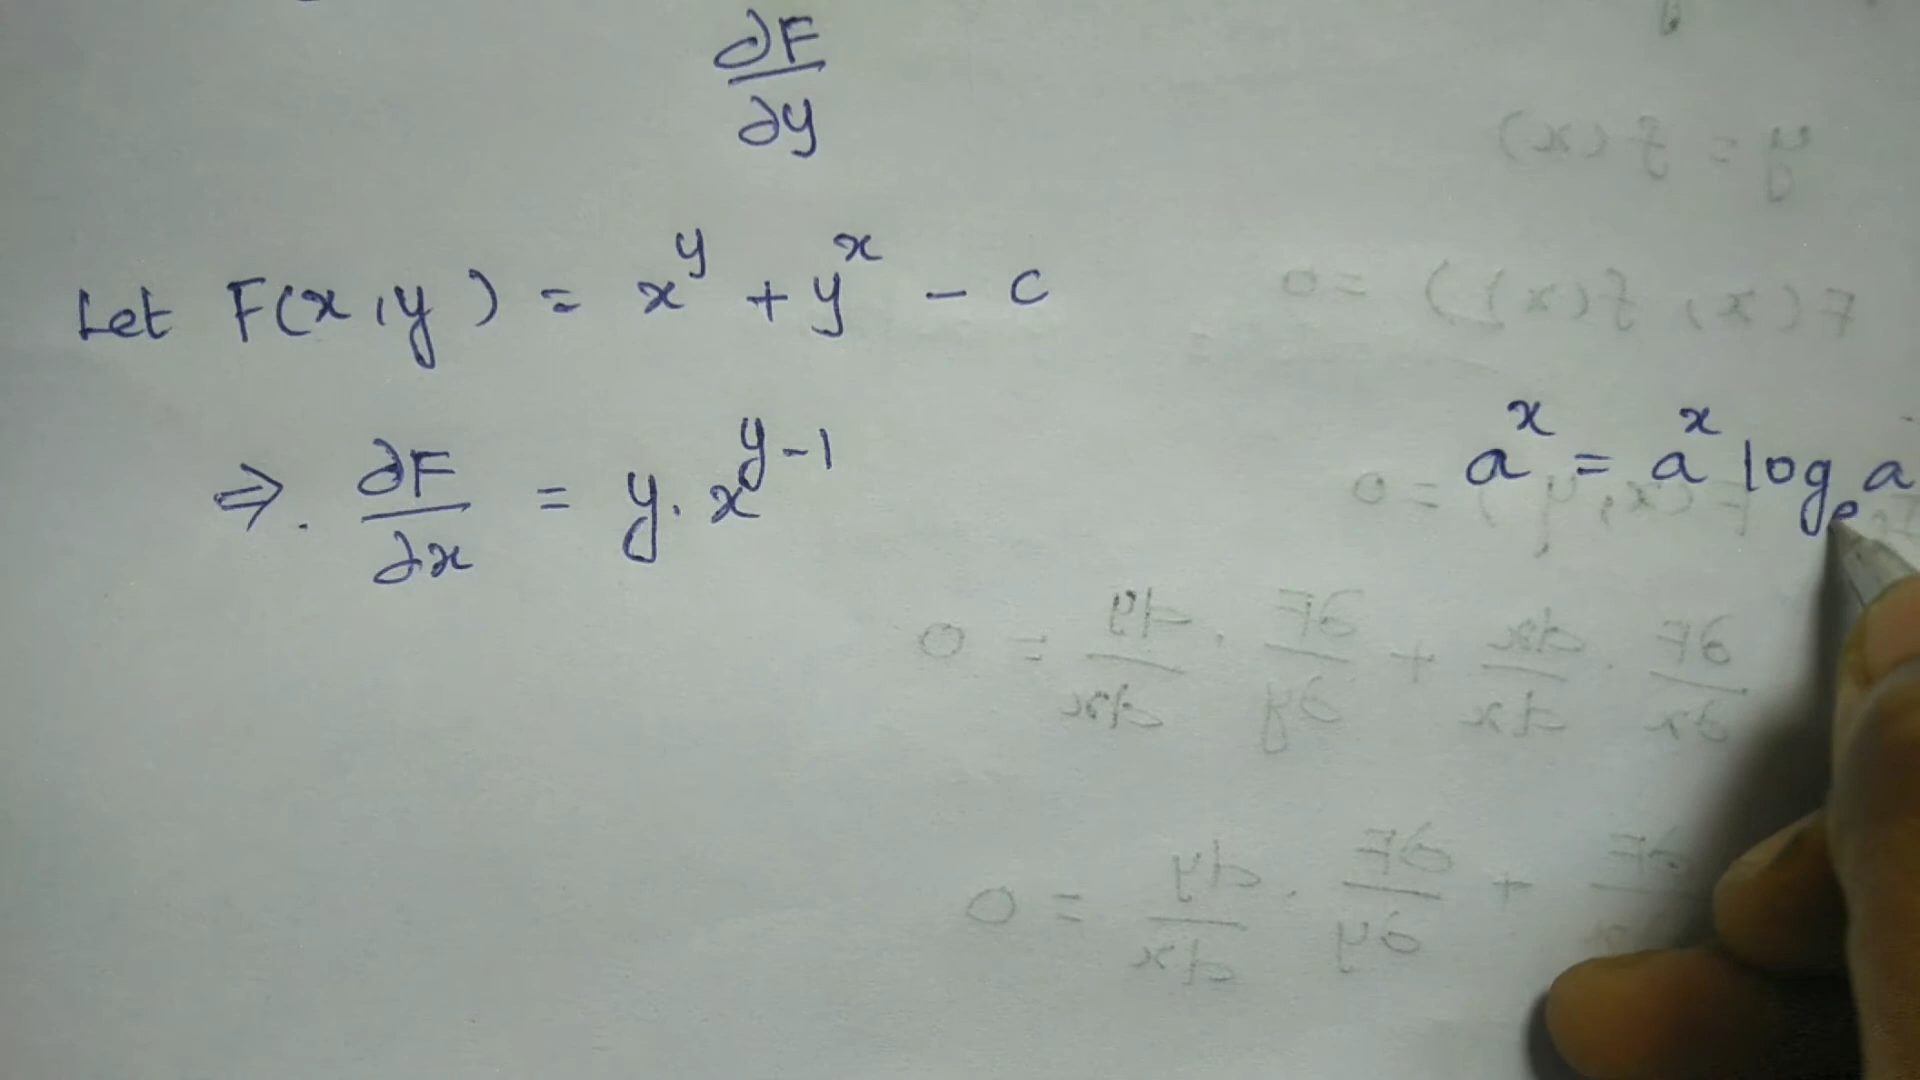 ∂F/∂y
Let F(x,y) = x^y + y^x - c
⇒. ∂F/∂x = y. x^(y-1)
a^x = a^x log_e a